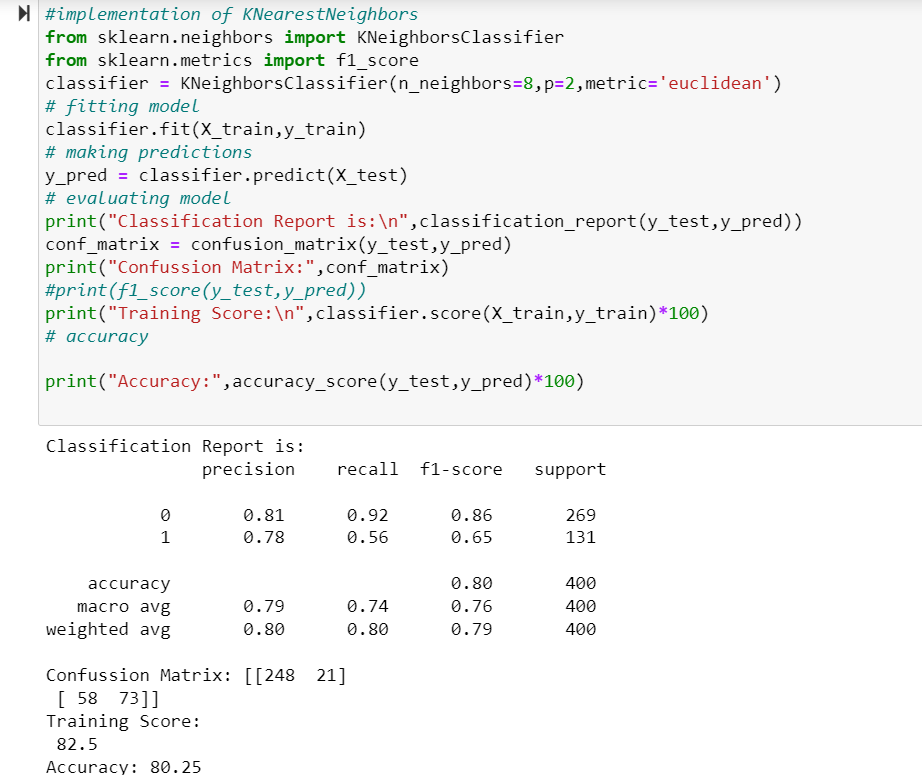 #implementation of KNearestNeighbors
from sklearn.neighbors import KNeighborsClassifier
from sklearn.metrics import f1_score
classifier = KNeighborsClassifier(n_neighbors=8,p=2,metric='euclidean')
# fitting model
classifier.fit(X_train,y_train)
# making predictions
y_pred = classifier.predict(X_test)
# evaluating model
print("Classification Report is:\n",classification_report(y_test,y_pred))
conf_matrix = confusion_matrix(y_test,y_pred)
print("Confussion Matrix:",conf_matrix)
#print(f1_score(y_test,y_pred))
print("Training Score:\n",classifier.score(X_train,y_train)*100)
# accuracy
print("Accuracy:",accuracy_score(y_test,y_pred)*100)
Classification Report is:
precision recall f1-score support
0 0.81 0.92 0.86 269
1 0.78 0.56 0.65 131
accuracy 0.80 400
macro avg 0.79 0.74 0.76 400
weighted avg 0.80 0.80 0.79 400
Confussion Matrix: [[248 21]
[ 58 73]]
Training Score:
82.5
Accuracy: 80.25